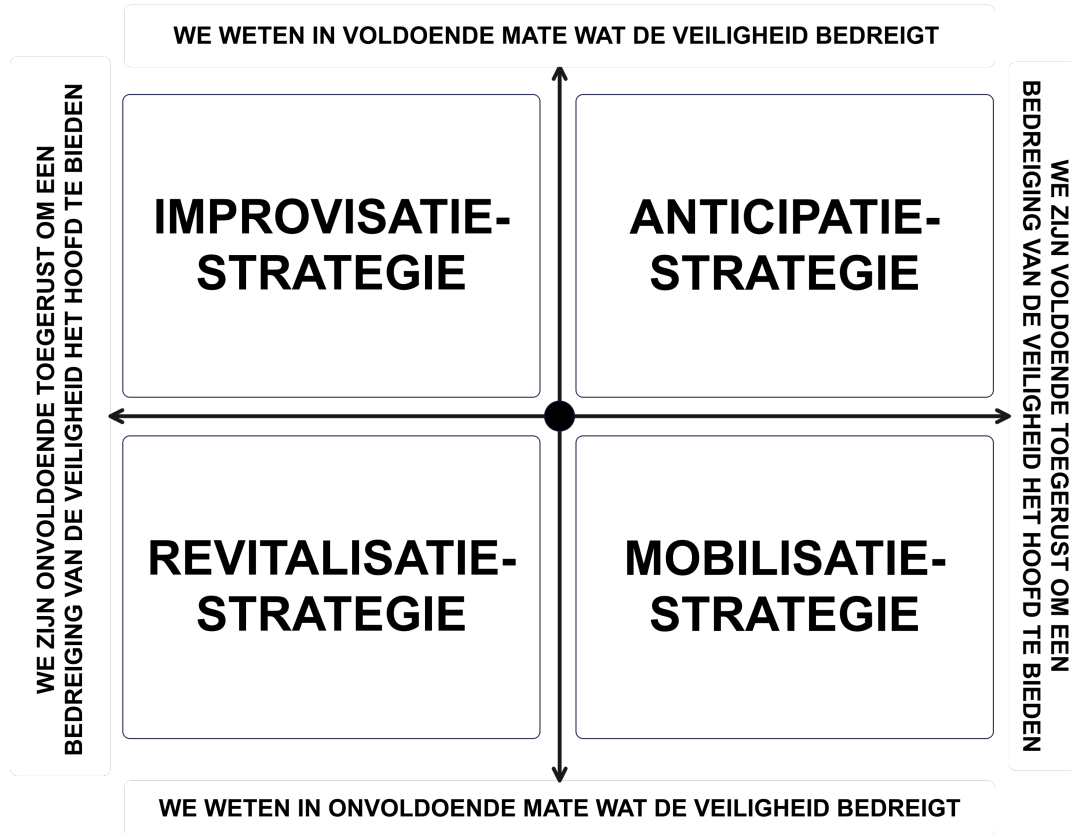 WE WETEN IN VOLDOENDE MATE WAT DE VEILIGHEID BEDREIGT
WE ZIJN ONVOLDOENDE TOEGERUST OM EEN
BEDREIGING VAN DE VEILIGHEID HET HOOFD TE BIEDEN
IMPROVISATIE-
STRATEGIE
ANTICIPATIE-
STRATEGIE
WE ZIJN VOLDOENDE TOEGERUST OM EEN
BEDREIGING VAN DE VEILIGHEID HET HOOFD TE BIEDEN
REVITALISATIE-
STRATEGIE
MOBILISATIE-
STRATEGIE
WE WETEN IN ONVOLDOENDE MATE WAT DE VEILIGHEID BEDREIGT